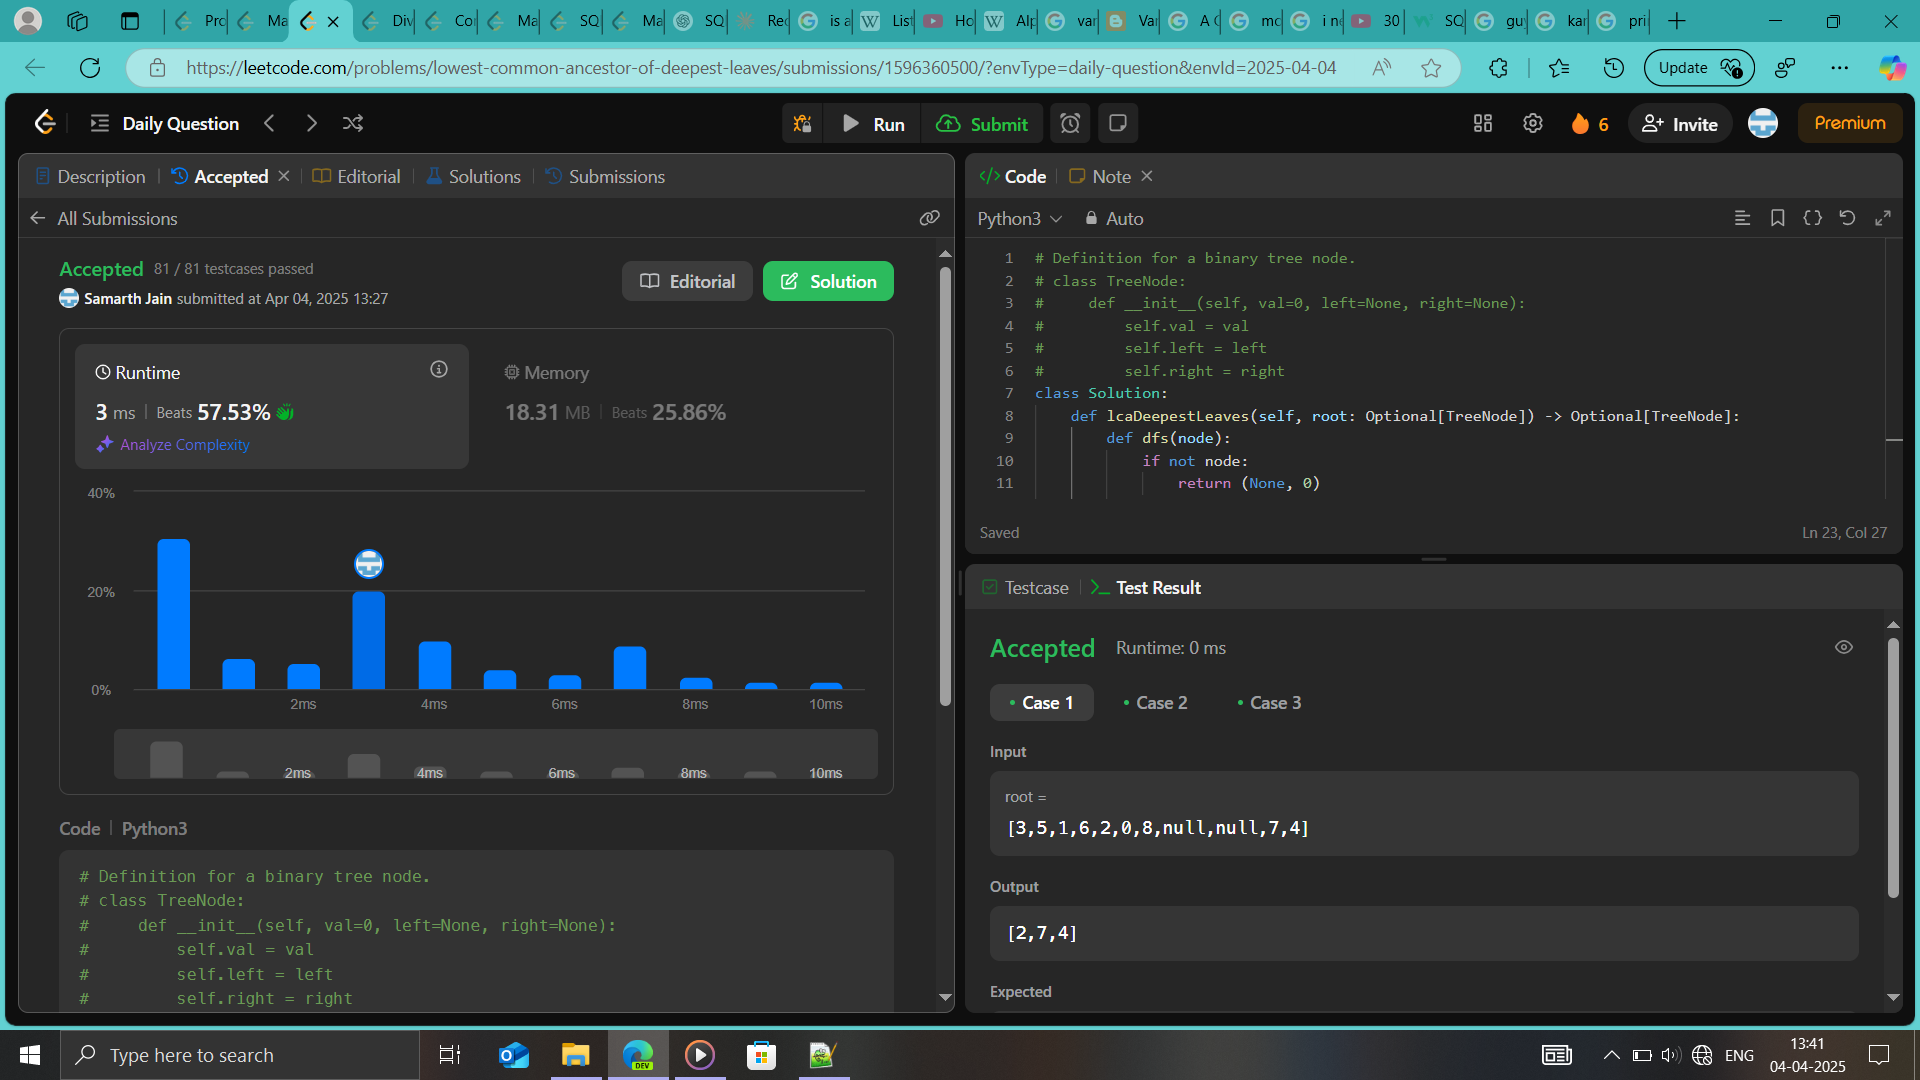 Pro
Ma
Div
Cor
Ma
SQ
Ma
SQ
Rec
is a
List
Ho
Alp
var
Var
A C
mo
i ne
30
SQ
guy
kar
pri
https://leetcode.com/problems/lowest-common-ancestor-of-deepest-leaves/submissions/1596360500/?envType=daily-question&envId=2025-04-04
Update
Daily Question
Run
Submit
6
Invite
Premium
Description
Accepted
Editorial
Solutions
Submissions
All Submissions
Accepted 81 / 81 testcases passed
Samarth Jain submitted at Apr 04, 2025 13:27
Editorial
Solution
Runtime
3 ms | Beats 57.53%
Analyze Complexity
Memory
18.31 MB | Beats 25.86%
40%
20%
0%
2ms 4ms 6ms 8ms 10ms
2ms 4ms 6ms 8ms 10ms
Code | Python3
# Definition for a binary tree node.
# class TreeNode:
#     def __init__(self, val=0, left=None, right=None):
#         self.val = val
#         self.left = left
#         self.right = right
</> Code
Note
Python3
Auto
1 # Definition for a binary tree node.
2 # class TreeNode:
3 #     def __init__(self, val=0, left=None, right=None):
4 #         self.val = val
5 #         self.left = left
6 #         self.right = right
7 class Solution:
8     def lcaDeepestLeaves(self, root: Optional[TreeNode]) -> Optional[TreeNode]:
9         def dfs(node):
10             if not node:
11                 return (None, 0)
Saved
Ln 23, Col 27
Testcase
Test Result
Accepted Runtime: 0 ms
Case 1
Case 2
Case 3
Input
root =
[3,5,1,6,2,0,8,null,null,7,4]
Output
[2,7,4]
Expected
Type here to search
DEV
ENG
13:41
04-04-2025